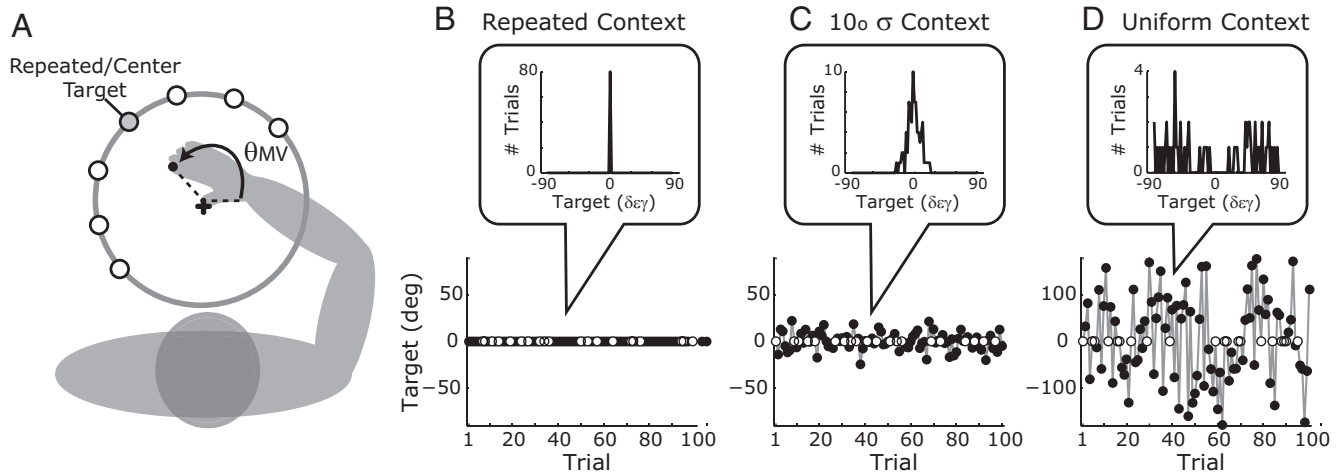 A
Repeated/Center
Target
θMV
B Repeated Context
80
# Trials
0
-90 0 90
Target (δεγ)
Target (deg)
50
0
−50
1 20 40 60 80 100
Trial
C 10o σ Context
10
# Trials
0
-90 0 90
Target (δεγ)
50
0
−50
1 20 40 60 80 100
Trial
D Uniform Context
4
# Trials
0
-90 0 90
Target (δεγ)
100
0
−100
1 20 40 60 80 100
Trial